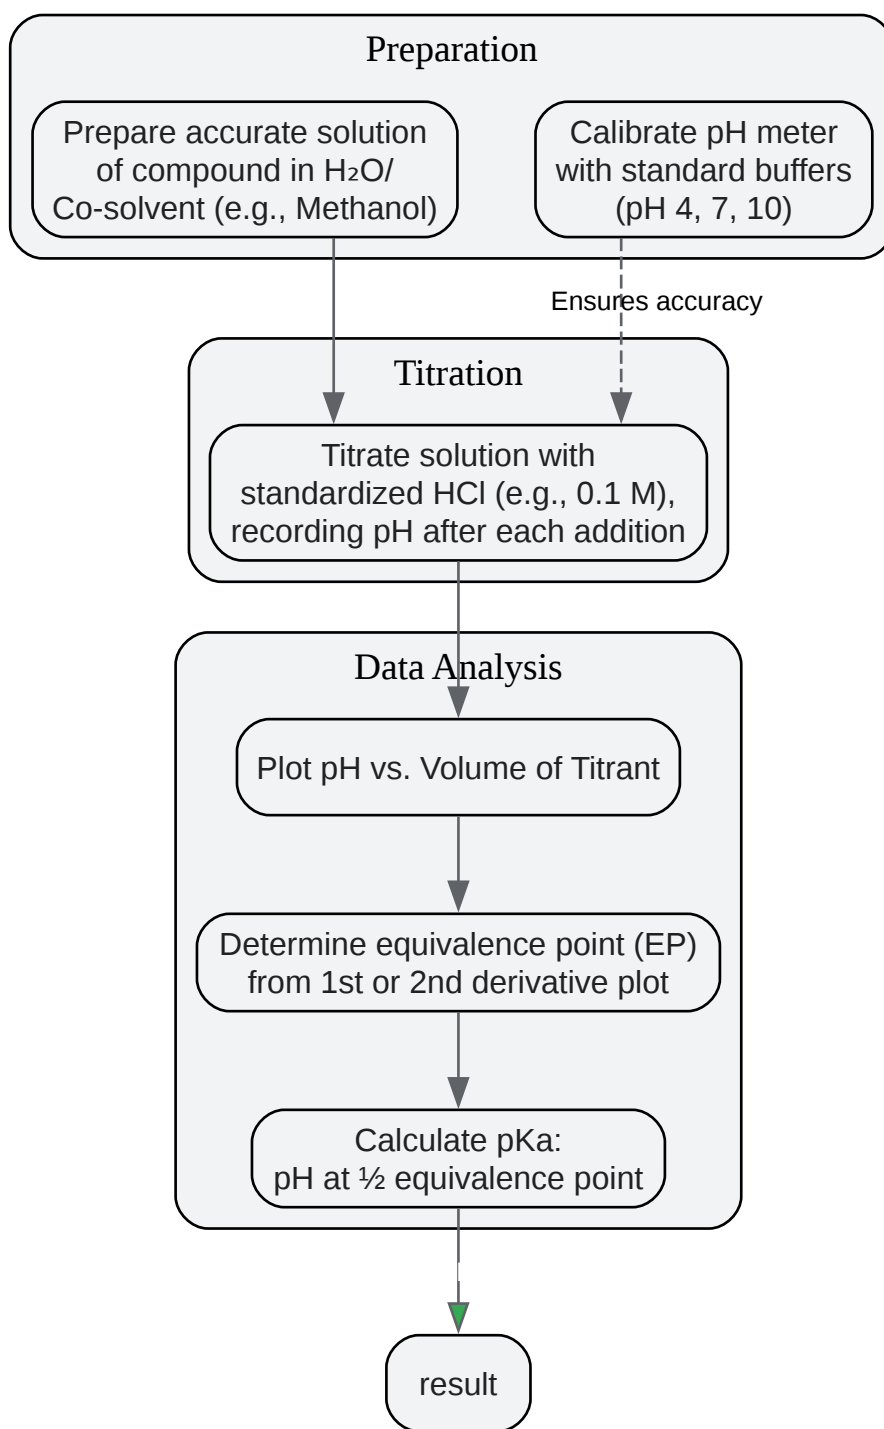 Preparation
Prepare accurate solution
of compound in H₂O/
Co-solvent (e.g., Methanol)
Calibrate pH meter
with standard buffers
(pH 4, 7, 10)
Ensures accuracy
Titration
Titrate solution with
standardized HCl (e.g., 0.1 M),
recording pH after each addition
Data Analysis
Plot pH vs. Volume of Titrant
Determine equivalence point (EP)
from 1st or 2nd derivative plot
Calculate pKa:
pH at ½ equivalence point
result